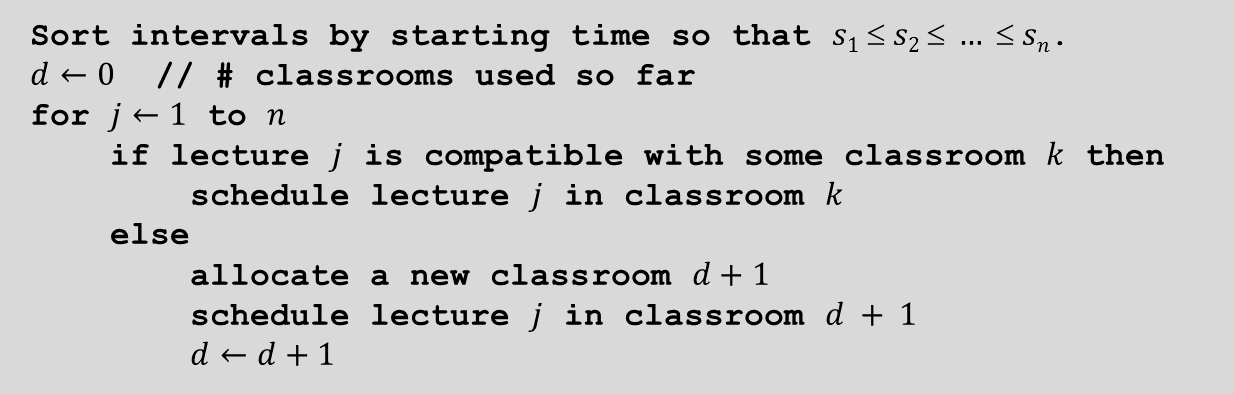 Sort intervals by starting time so that s₁ ≤ s₂ ≤ … ≤ sₙ.
d ← 0 // # classrooms used so far
for j ← 1 to n
if lecture j is compatible with some classroom k then
schedule lecture j in classroom k
else
allocate a new classroom d + 1
schedule lecture j in classroom d + 1
d ← d + 1